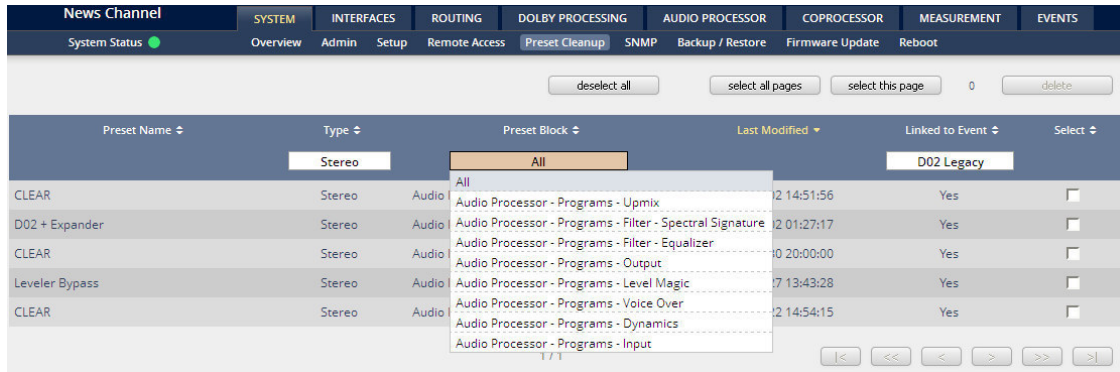 News Channel
SYSTEM INTERFACES ROUTING DOLBY PROCESSING AUDIO PROCESSOR COPROCESSOR MEASUREMENT EVENTS
System Status Overview Admin Setup Remote Access Preset Cleanup SNMP Backup / Restore Firmware Update Reboot
deselect all select all pages select this page 0 delete
Preset Name Type Preset Block Last Modified Linked to Event Select
Stereo All D02 Legacy
All
CLEAR Stereo Audio 14:51:56 Yes
Audio Processor - Programs - Upmix
Audio Processor - Programs - Filter - Spectral Signature
D02 + Expander Stereo Audio 01:27:17 Yes
Audio Processor - Programs - Filter - Equalizer
CLEAR Stereo Audio 20:00:00 Yes
Audio Processor - Programs - Output
Leveler Bypass Stereo Audio 13:43:28 Yes
Audio Processor - Programs - Level Magic
Audio Processor - Programs - Voice Over
CLEAR Stereo Audio 14:54:15 Yes
Audio Processor - Programs - Dynamics
Audio Processor - Programs - Input
1 / 1 |< << < > >> >|